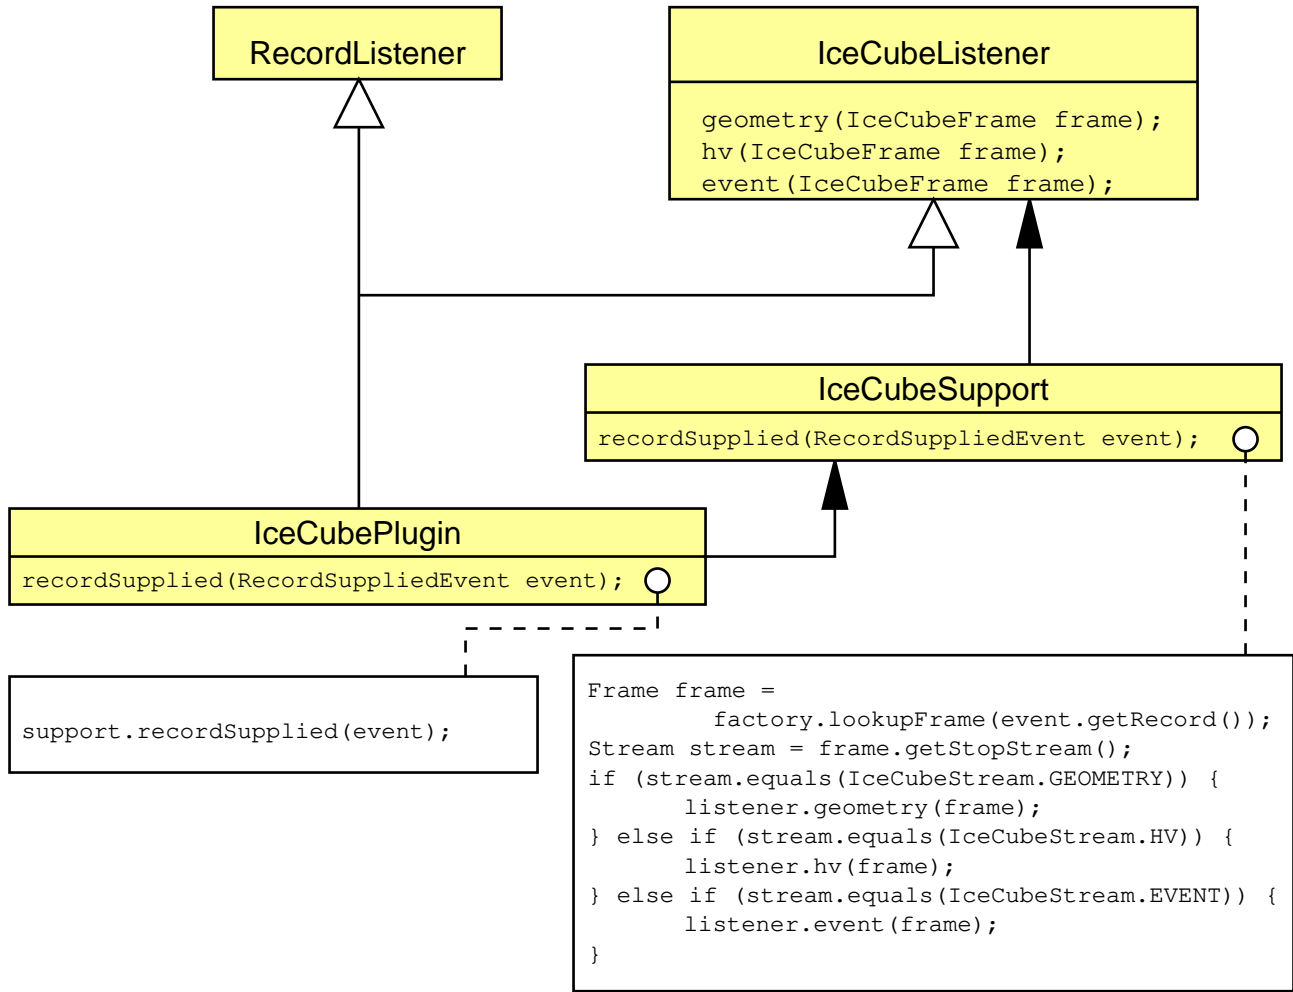 RecordListener
IceCubeListener
geometry(IceCubeFrame frame);
hv(IceCubeFrame frame);
event(IceCubeFrame frame);
IceCubeSupport
recordSupplied(RecordSuppliedEvent event);
IceCubePlugin
recordSupplied(RecordSuppliedEvent event);
support.recordSupplied(event);
Frame frame =
factory.lookupFrame(event.getRecord());
Stream stream = frame.getStopStream();
if (stream.equals(IceCubeStream.GEOMETRY)) {
listener.geometry(frame);
} else if (stream.equals(IceCubeStream.HV)) {
listener.hv(frame);
} else if (stream.equals(IceCubeStream.EVENT)) {
listener.event(frame);
}